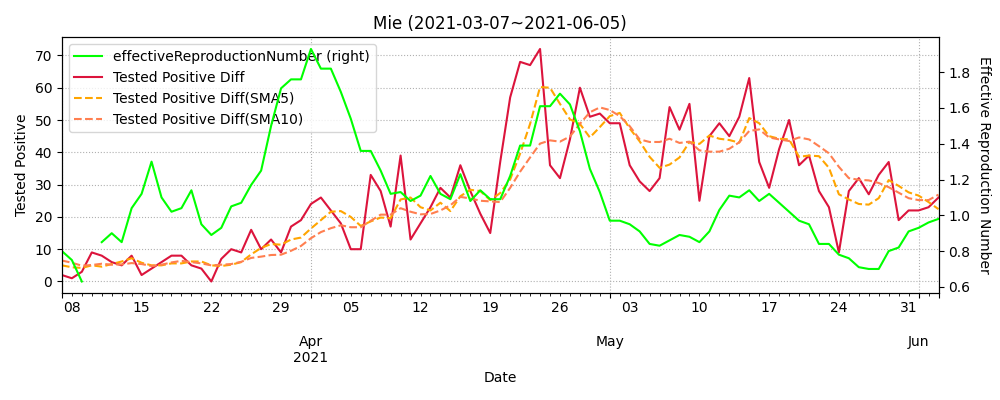 Mie (2021-03-07~2021-06-05)
effectiveReproductionNumber (right)
Tested Positive Diff
Tested Positive Diff(SMA5)
Tested Positive Diff(SMA10)
Tested Positive
70
60
50
40
30
20
10
0
1.8
1.6
1.4
1.2
1.0
0.8
0.6
Effective Reproduction Number
08 15 22 29 05 12 19 26 03 10 17 24 31
Apr May Jun
2021
Date